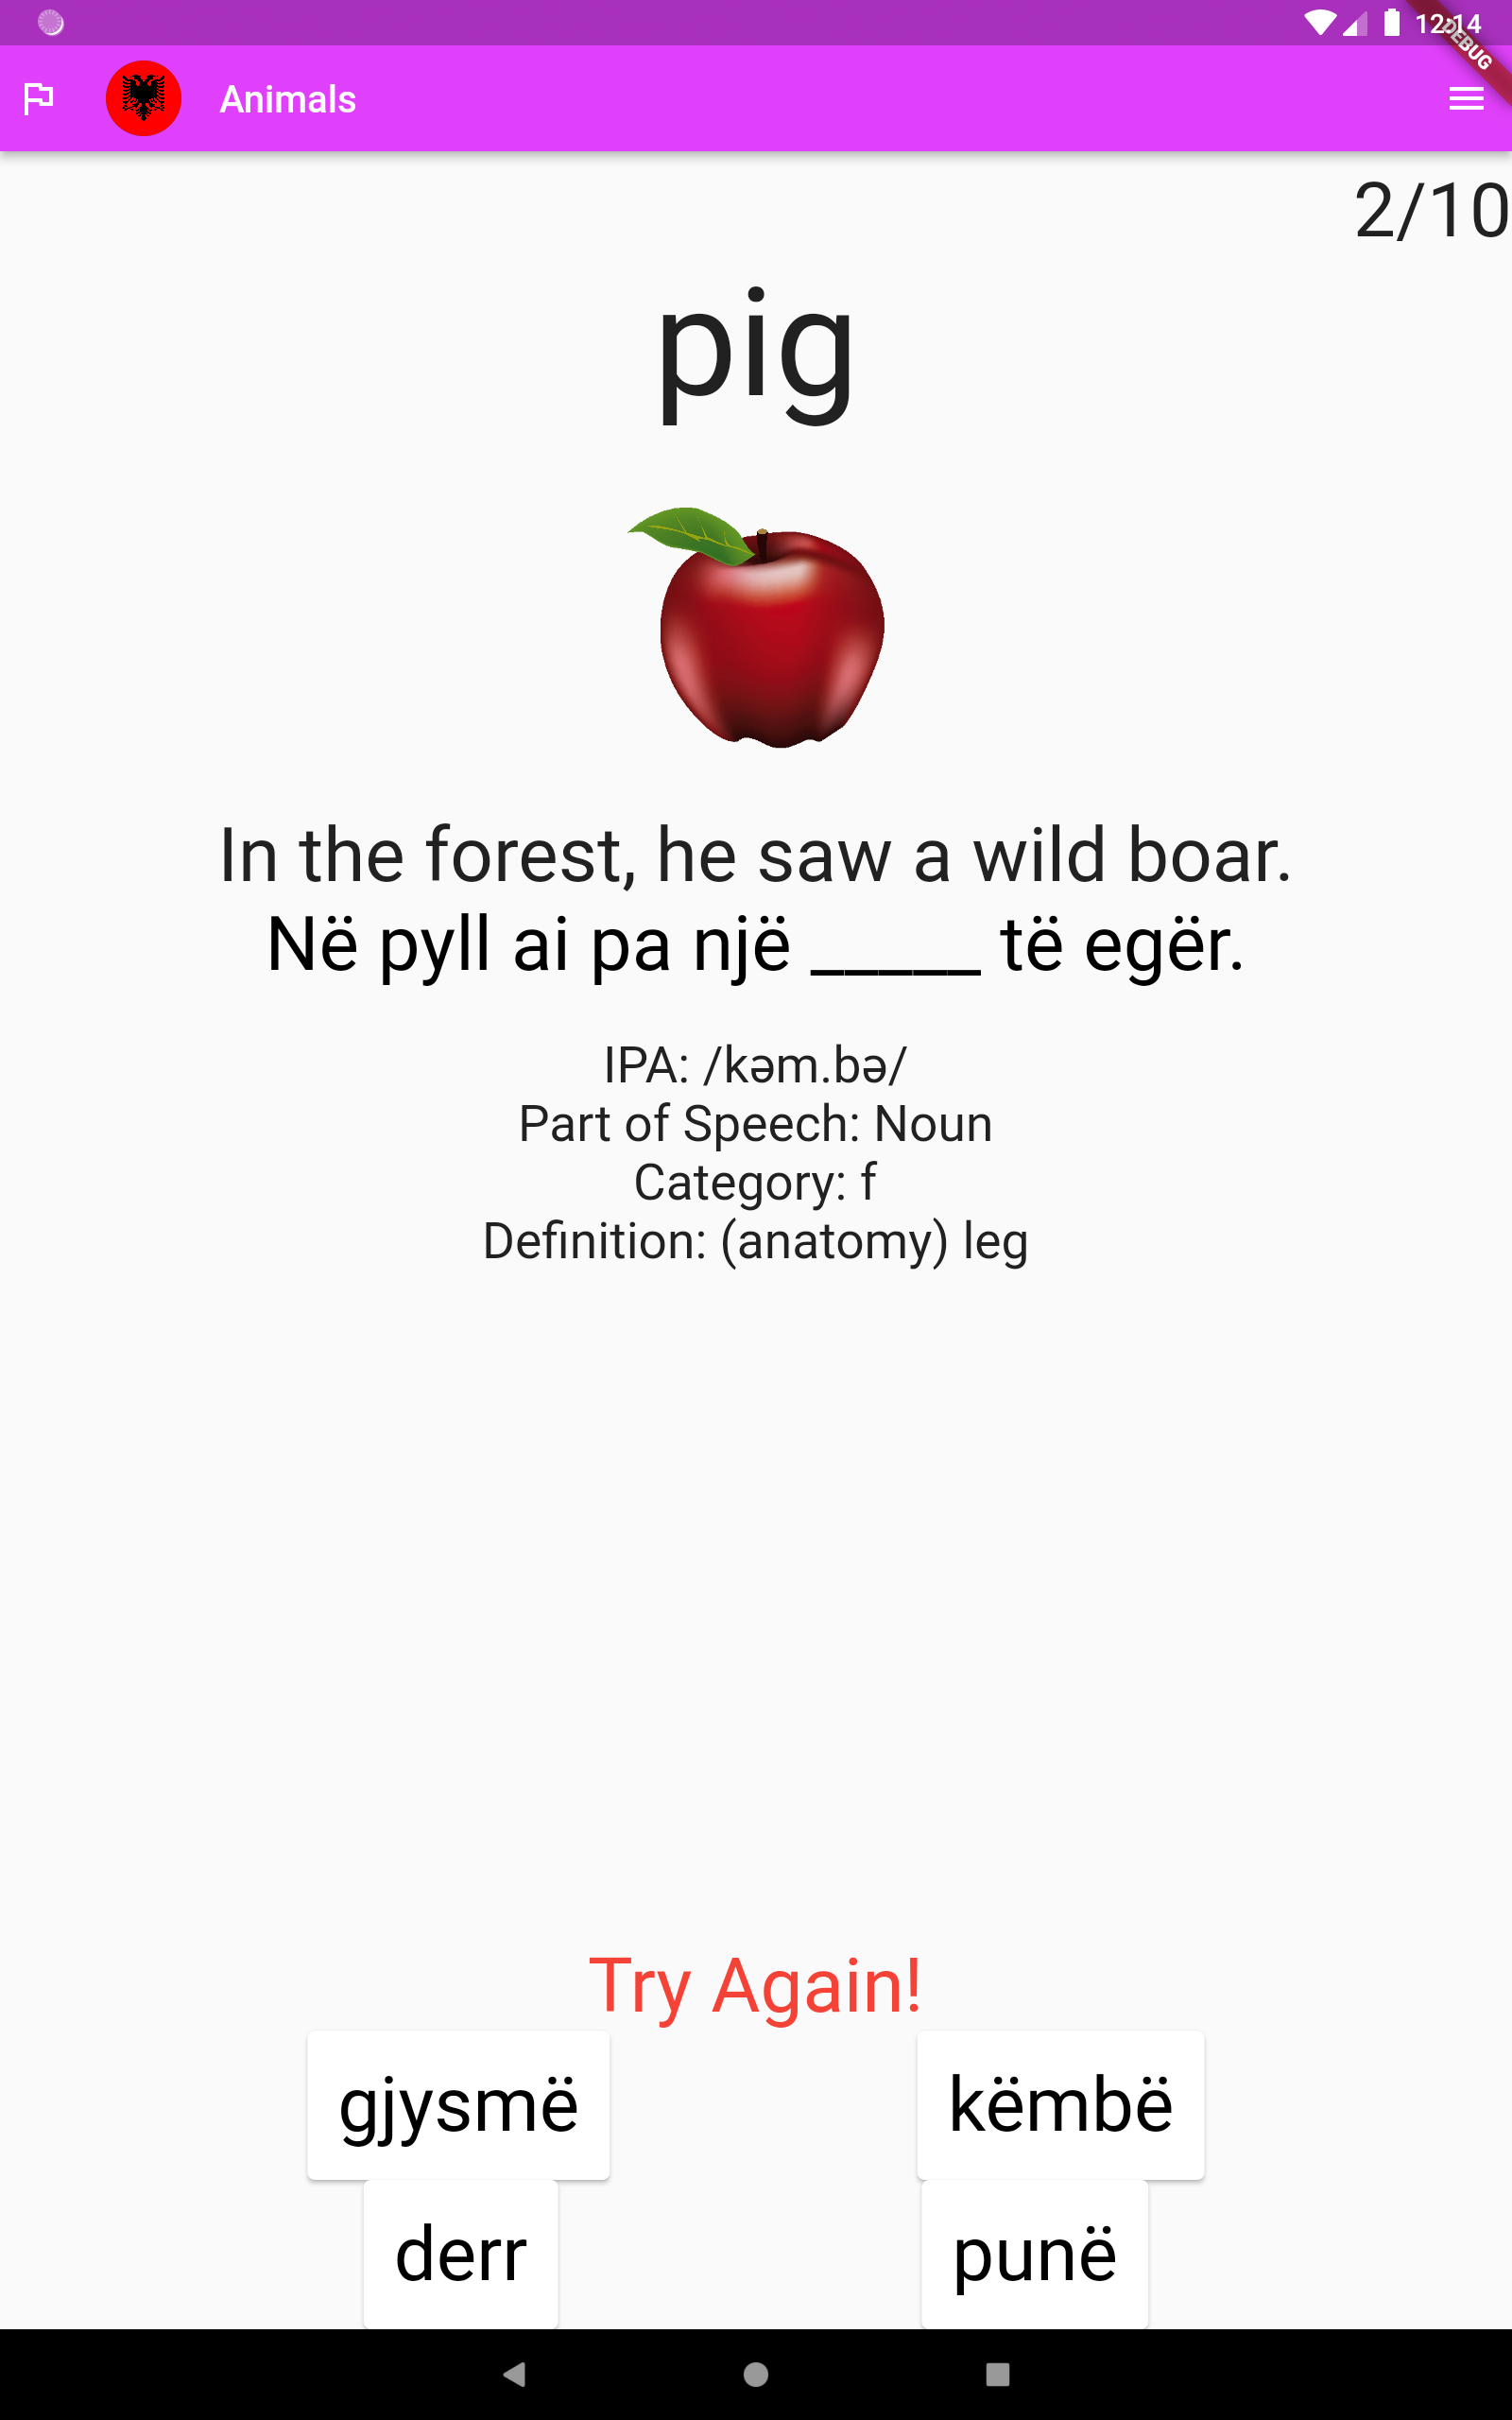 12:14
DEBUG
Animals
2/10
pig
In the forest, he saw a wild boar.
Në pyll ai pa një _____ të egër.
IPA: /kəm.bə/
Part of Speech: Noun
Category: f
Definition: (anatomy) leg
Try Again!
gjysmë
këmbë
derr
punë